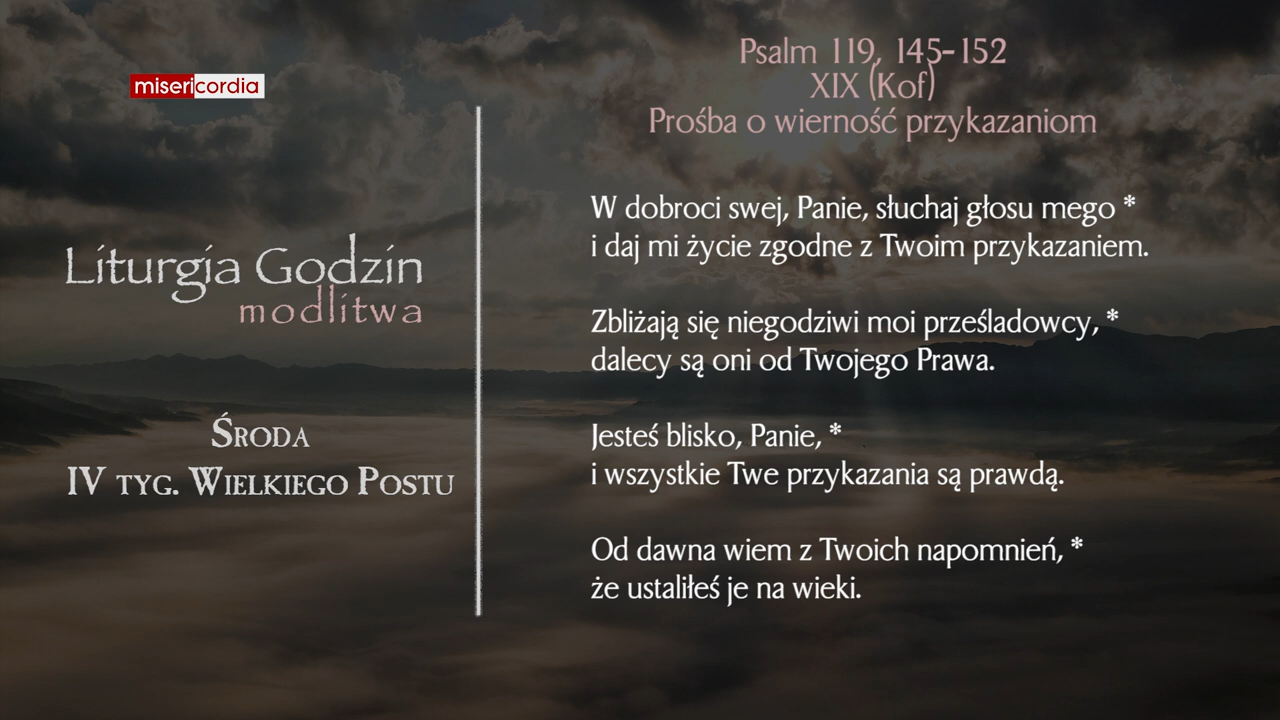 misericordia
Liturgia Godzin
modlitwa
Środa
IV tyg. Wielkiego Postu
Psalm 119, 145-152
XIX (Kof)
Prośba o wierność przykazaniom
W dobroci swej, Panie, słuchaj głosu mego *
i daj mi życie zgodne z Twoim przykazaniem.
Zbliżają się niegodziwi moi prześladowcy, *
dalecy są oni od Twojego Prawa.
Jesteś blisko, Panie, *
i wszystkie Twe przykazania są prawdą.
Od dawna wiem z Twoich napomnień, *
że ustaliłeś je na wieki.